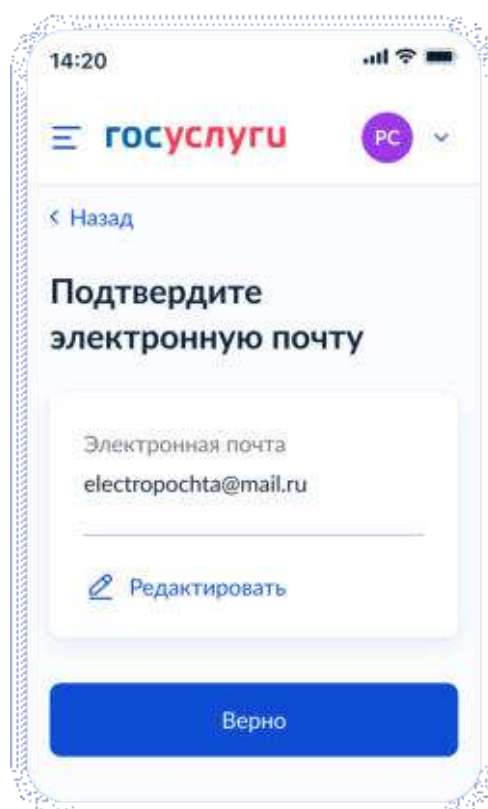 14:20
госуслуги
РС
Назад
Подтвердите
электронную почту
Электронная почта
electropochta@mail.ru
Редактировать
Верно